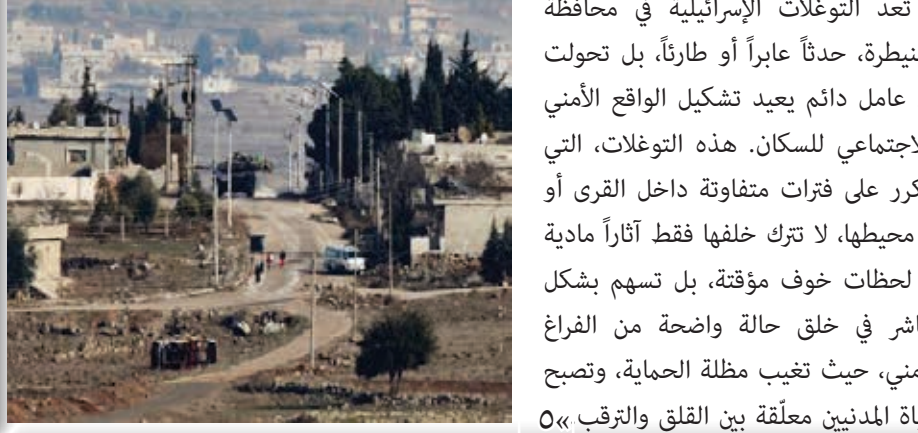 تعد التوغلات الإسرائيلية في محافظة
نيطرة، حدثاً عابراً أو طارئاً، بل تحولت
عامل دائم يعيد تشكيل الواقع الأمني
لاجتماعي للسكان. هذه التوغلات، التي
كرر على فترات متفاوتة داخل القرى أو
محيطها، لا تترك خلفها فقط آثاراً مادية
لحظات خوف مؤقتة، بل تسهم بشكل
اشر في خلق حالة واضحة من الفراغ
مني، حيث تغيب مظلة الحماية، وتصبح
اة المدنيين معلّقة بين القلق والترقب »٥